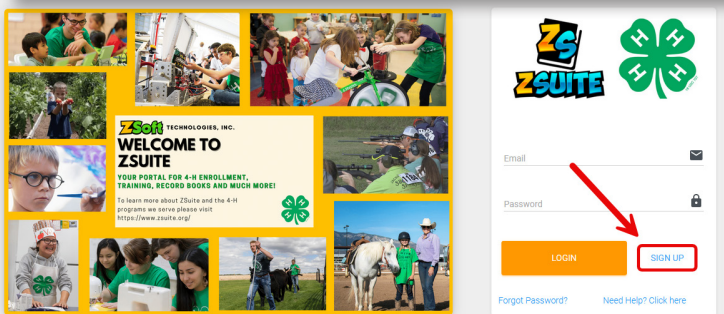 ZSoft TECHNOLOGIES, INC.
WELCOME TO
ZSUITE
YOUR PORTAL FOR 4-H ENROLLMENT,
TRAINING, RECORD BOOKS AND MUCH MORE!
To learn more about ZSuite and the 4-H
programs we serve please visit
https://www.zsuite.org/
H H
H H
ZS
ZSUITE
H H
H H
Email
Password
LOGIN
SIGN UP
Forgot Password?
Need Help? Click here